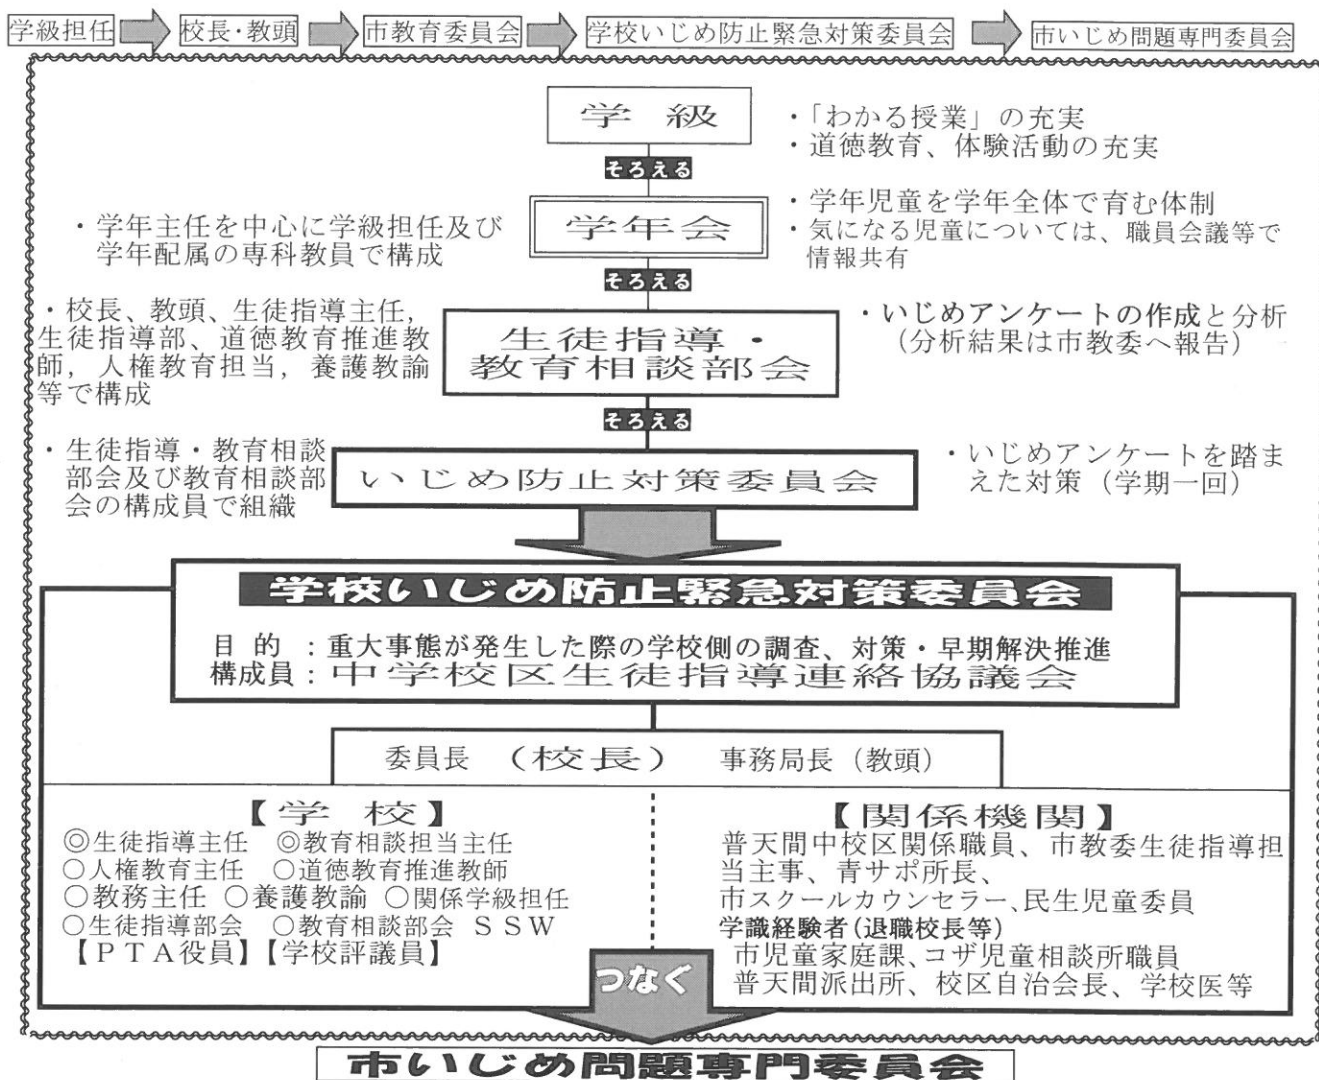 学級担任 校長・教頭 市教育委員会 学校いじめ防止緊急対策委員会 市いじめ問題専門委員会
学 級
・「わかる授業」の充実
・道徳教育、体験活動の充実
そろえる
・学年主任を中心に学級担任及び
学年配属の専科教員で構成
学年会
・学年児童を学年全体で育む体制
・気になる児童については、職員会議等で
情報共有
そろえる
・校長、教頭、生徒指導主任,
生徒指導部、道徳教育推進教
師，人権教育担当，養護教諭
等で構成
生徒指導・
教育相談部会
・いじめアンケートの作成と分析
（分析結果は市教委へ報告）
そろえる
・生徒指導・教育相談
部会及び教育相談部
会の構成員で組織
いじめ防止対策委員会
・いじめアンケートを踏ま
えた対策（学期一回）
学校いじめ防止緊急対策委員会
目 的 ：重大事態が発生した際の学校側の調査、対策・早期解決推進
構成員：中学校区生徒指導連絡協議会
委員長 （校長） 事務局長（教頭）
【学 校】
◎生徒指導主任 ◎教育相談担当主任
○人権教育主任 ○道徳教育推進教師
○教務主任 ○養護教諭 ○関係学級担任
○生徒指導部会 ○教育相談部会 ＳＳＷ
【ＰＴＡ役員】【学校評議員】
【関係機関】
普天間中校区関係職員、市教委生徒指導担
当主事、青サポ所長、
市スクールカウンセラー、民生児童委員
学識経験者（退職校長等）
市児童家庭課、コザ児童相談所職員
普天間派出所、校区自治会長、学校医等
つなぐ
市いじめ問題専門委員会